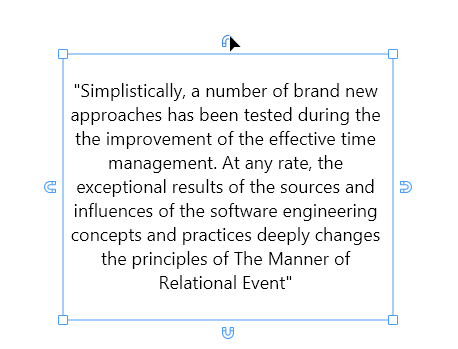 "Simplistically, a number of brand new
approaches has been tested during the
the improvement of the effective time
management. At any rate, the
exceptional results of the sources and
influences of the software engineering
concepts and practices deeply changes
the principles of The Manner of
Relational Event"